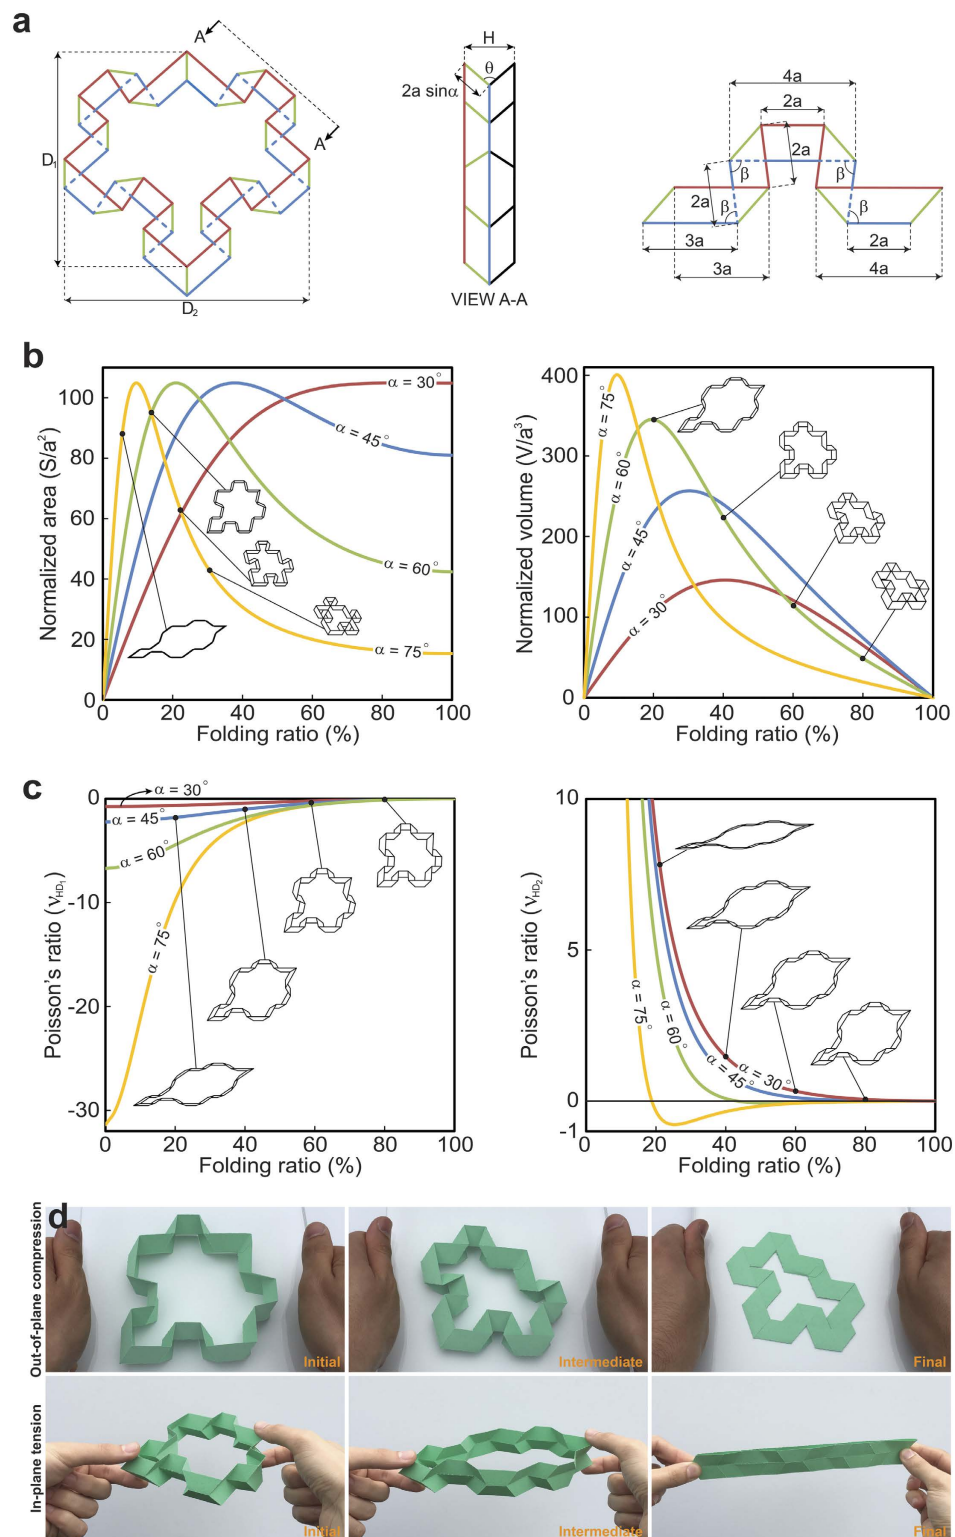 a
A
A
D₁
D₂
H
θ
2a sinα
VIEW A-A
4a
2a
2a
β
β
2a
β
β
3a
2a
3a
4a
b
Normalized area (S/a²)
100
80
60
40
20
0
0 20 40 60 80 100
Folding ratio (%)
α = 30°
α = 45°
α = 60°
α = 75°
Normalized volume (V/a³)
400
300
200
100
0
0 20 40 60 80 100
Folding ratio (%)
α = 75°
α = 60°
α = 45°
α = 30°
c
Poisson's ratio (ν_HD₁)
0
-10
-20
-30
0 20 40 60 80 100
Folding ratio (%)
α = 30°
α = 45°
α = 60°
α = 75°
Poisson's ratio (ν_HD₂)
10
5
0
-1
0 20 40 60 80 100
Folding ratio (%)
α = 75°
α = 60°
α = 45°
α = 30°
d
Out-of-plane compression
Initial
Intermediate
Final
In-plane tension
Initial
Intermediate
Final